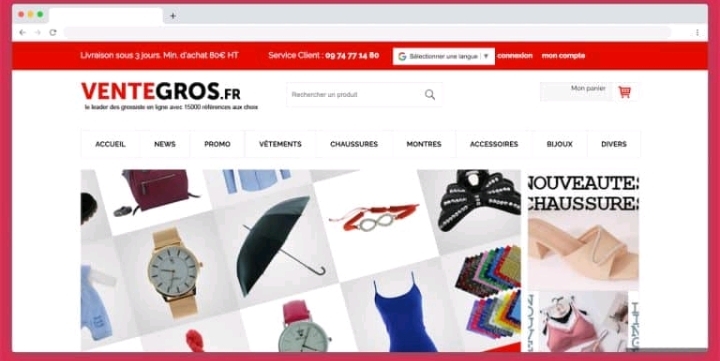 Livraison sous 3 jours. Min. d'achat 80€ HT
Service Client : 09 74 77 14 80
G Sélectionner une langue ▼
connexion
mon compte
VENTEGROS.FR
le leader des grossiste en ligne avec 15000 références aux choix
Rechercher un produit
Mon panier
ACCUEIL
NEWS
PROMO
VÊTEMENTS
CHAUSSURES
MONTRES
ACCESSOIRES
BIJOUX
DIVERS
NOUVEAUTES
CHAUSSURES